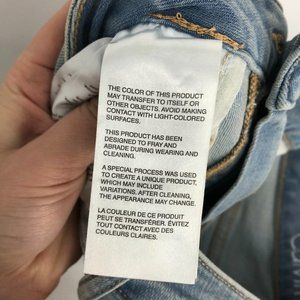 THE COLOR OF THIS PRODUCT
MAY TRANSFER TO ITSELF OR
OTHER OBJECTS. AVOID MAKING
CONTACT WITH LIGHT-COLORED
SURFACES.
THIS PRODUCT HAS BEEN
DESIGNED TO FRAY AND
ABRADE DURING WEARING AND
CLEANING.
A SPECIAL PROCESS WAS USED
TO CREATE A UNIQUE PRODUCT,
WHICH MAY INCLUDE
VARIATIONS. AFTER CLEANING,
THE APPEARANCE MAY CHANGE.
LA COULEUR DE CE PRODUIT
PEUT SE TRANSFÉRER. ÉVITEZ
TOUT CONTACT AVEC DES
COULEURS CLAIRES.